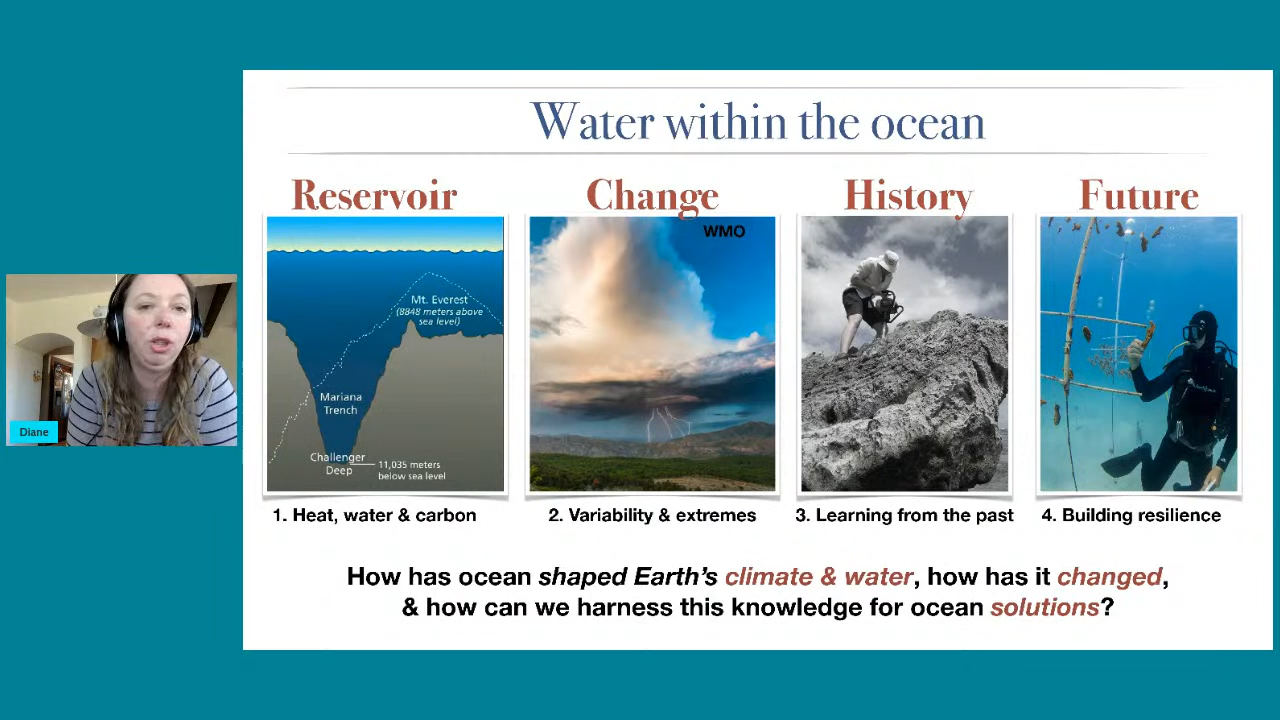 Water within the ocean
Reservoir
Change
History
Future
WMO
Mt. Everest
(8848 meters above
sea level)
Mariana
Trench
Challenger
Deep
11,035 meters
below sea level
1. Heat, water & carbon
2. Variability & extremes
3. Learning from the past
4. Building resilience
How has ocean shaped Earth's climate & water, how has it changed,
& how can we harness this knowledge for ocean solutions?
Diane